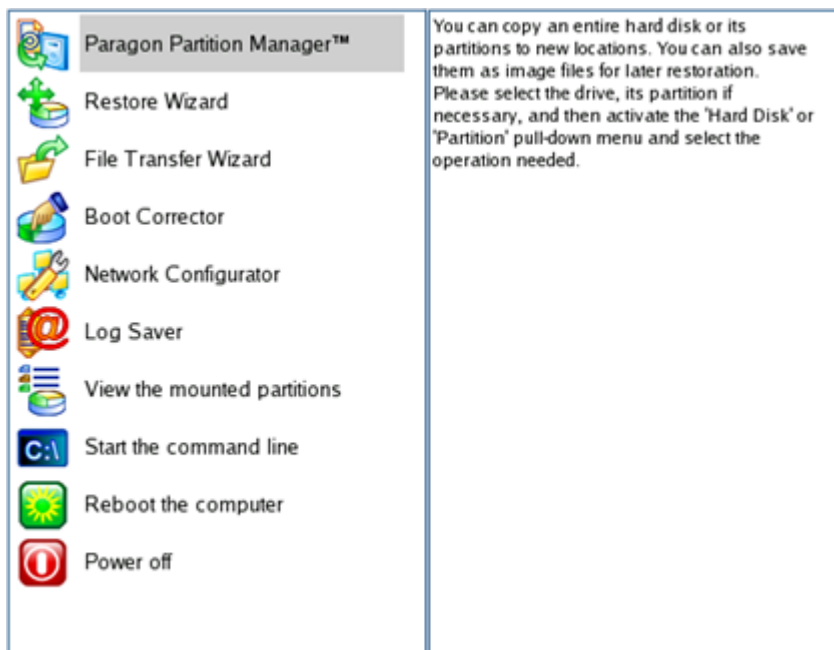 Paragon Partition Manager™
Restore Wizard
File Transfer Wizard
Boot Corrector
Network Configurator
@
Log Saver
View the mounted partitions
C:\
Start the command line
Reboot the computer
Power off
You can copy an entire hard disk or its
partitions to new locations. You can also save
them as image files for later restoration.
Please select the drive, its partition if
necessary, and then activate the 'Hard Disk' or
'Partition' pull-down menu and select the
operation needed.